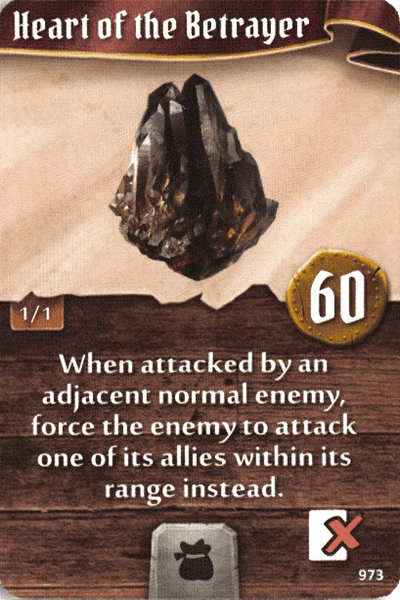 Heart of the Betrayer
60
1/1
When attacked by an
adjacent normal enemy,
force the enemy to attack
one of its allies within its
range instead.
973